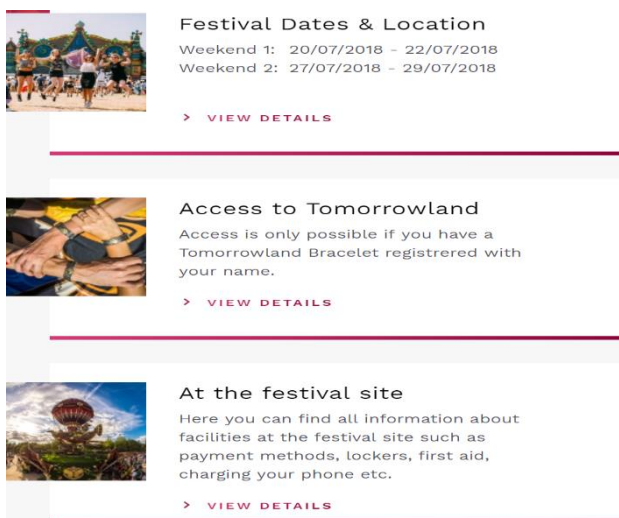 Festival Dates & Location
Weekend 1: 20/07/2018 - 22/07/2018
Weekend 2: 27/07/2018 - 29/07/2018
> VIEW DETAILS
Access to Tomorrowland
Access is only possible if you have a
Tomorrowland Bracelet registrered with
your name.
> VIEW DETAILS
At the festival site
Here you can find all information about
facilities at the festival site such as
payment methods, lockers, first aid,
charging your phone etc.
> VIEW DETAILS